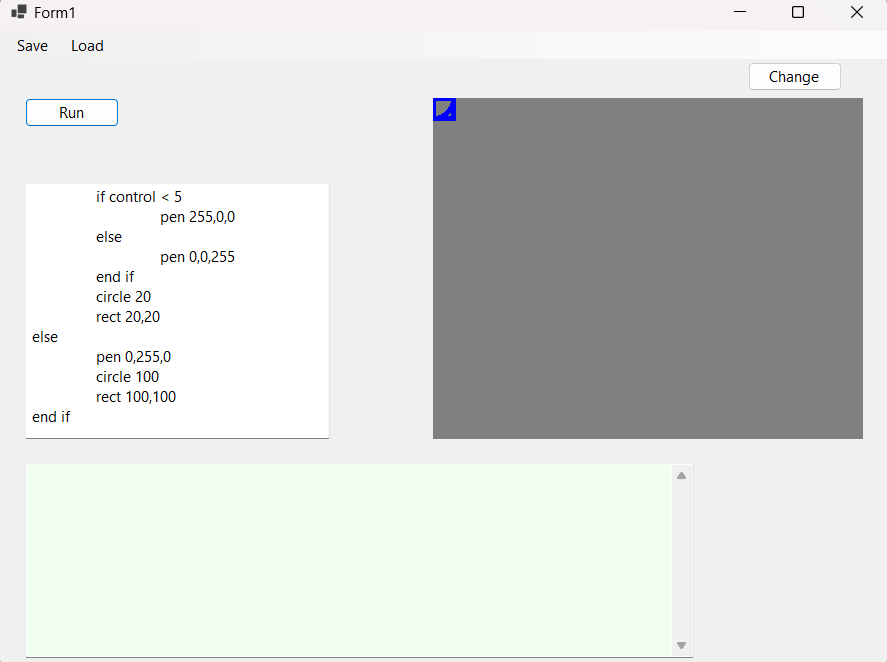 Form1
Save Load
Change
Run
if control < 5
pen 255,0,0
else
pen 0,0,255
end if
circle 20
rect 20,20
else
pen 0,255,0
circle 100
rect 100,100
end if